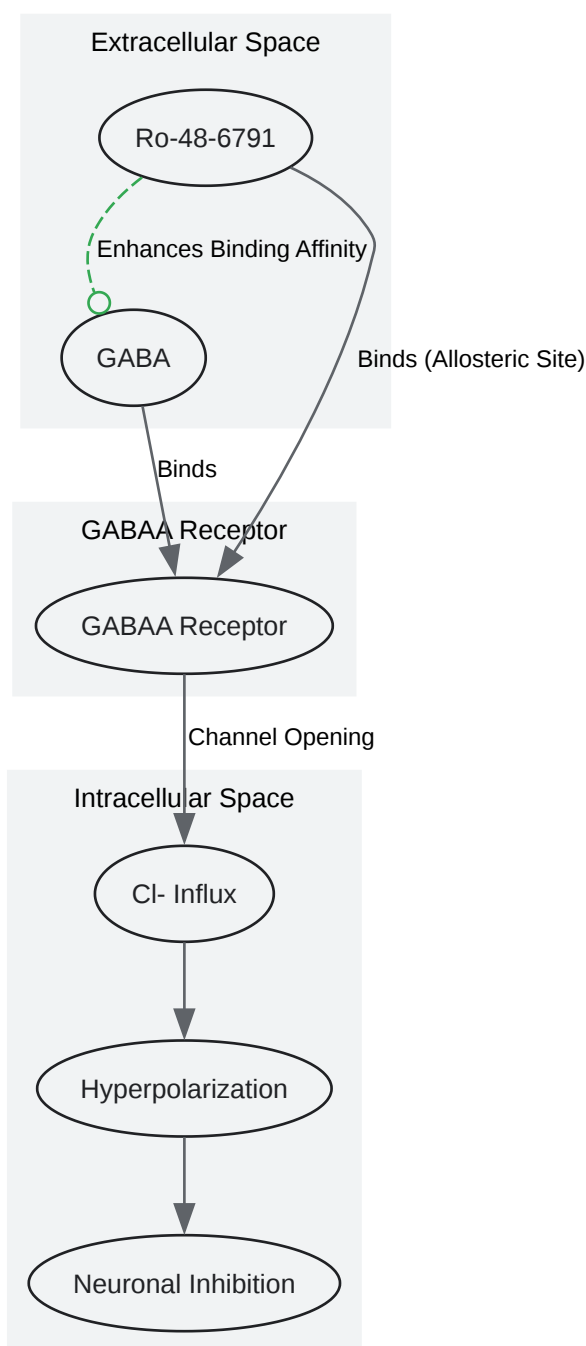 Extracellular Space
Ro-48-6791
Enhances Binding Affinity
GABA
Binds (Allosteric Site)
Binds
GABAA Receptor
GABAA Receptor
Channel Opening
Intracellular Space
Cl- Influx
Hyperpolarization
Neuronal Inhibition